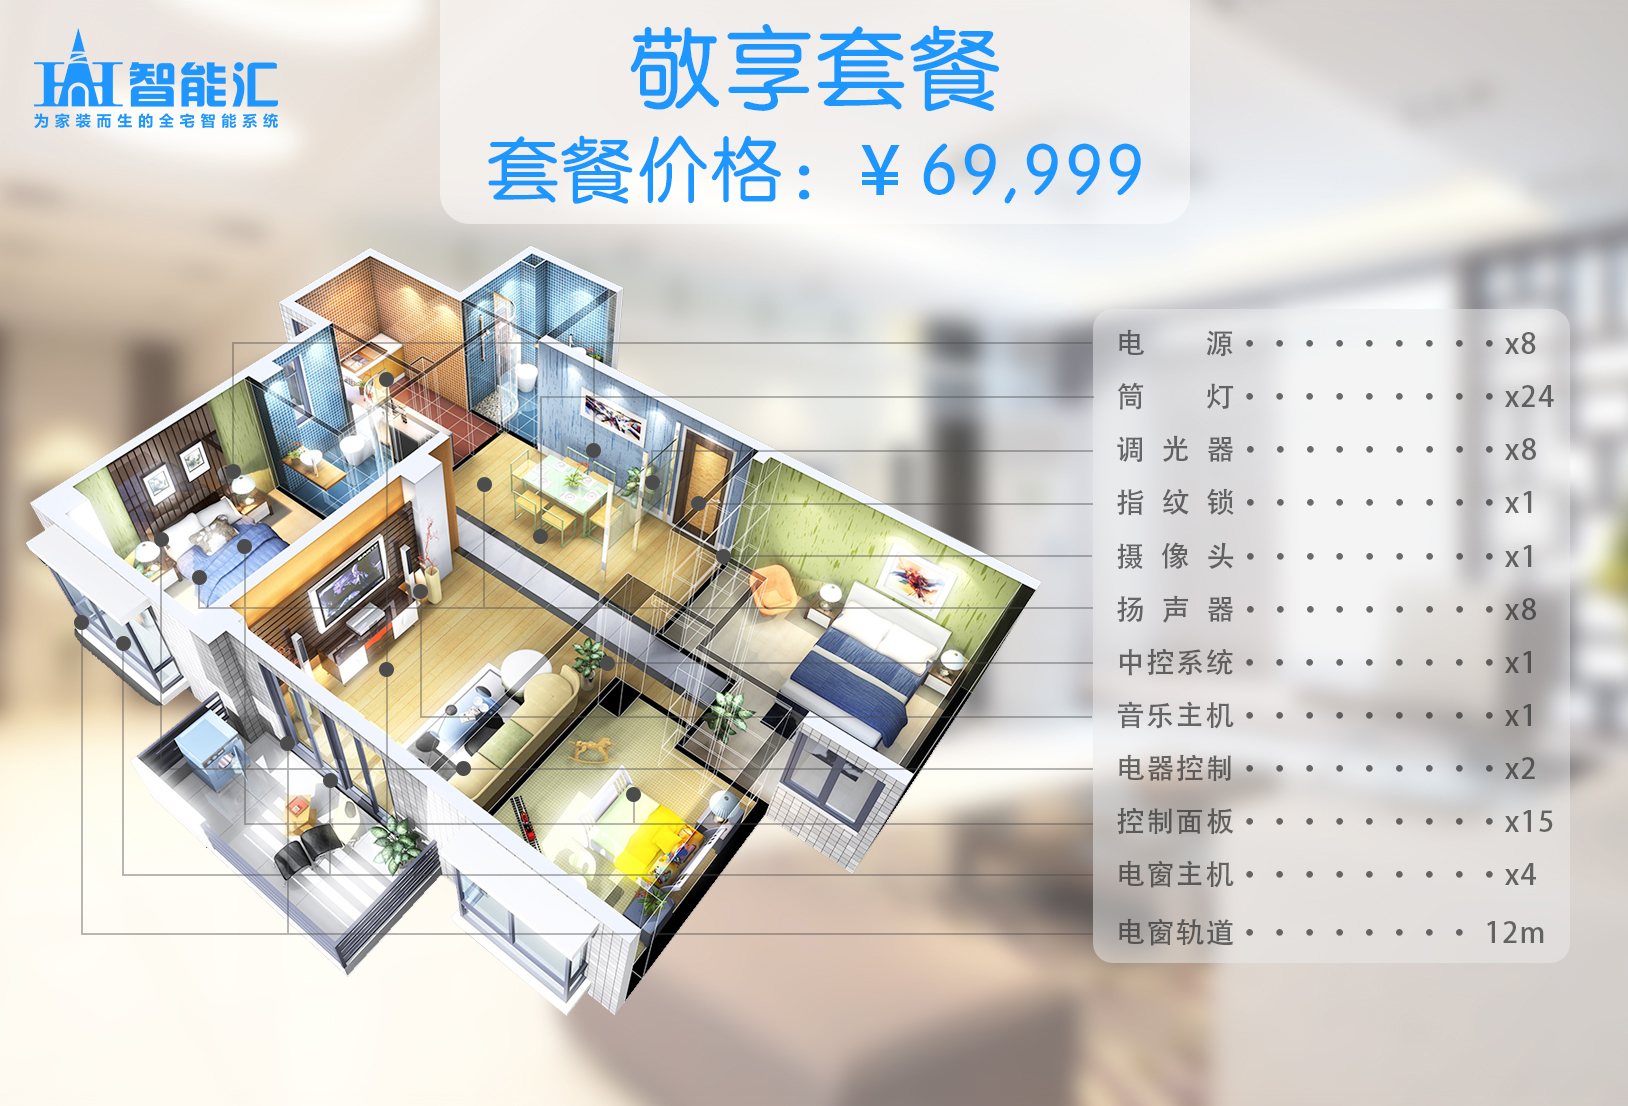 智能汇
为家装而生的全宅智能系统
敬享套餐
套餐价格：¥ 69,999
电源 · · · · · · · · · x8
筒灯 · · · · · · · · · x24
调光器 · · · · · · · · · x8
指纹锁 · · · · · · · · · x1
摄像头 · · · · · · · · · x1
扬声器 · · · · · · · · · x8
中控系统 · · · · · · · · · x1
音乐主机 · · · · · · · · · x1
电器控制 · · · · · · · · · x2
控制面板 · · · · · · · · · x15
电窗主机 · · · · · · · · · x4
电窗轨道 · · · · · · · · 12m